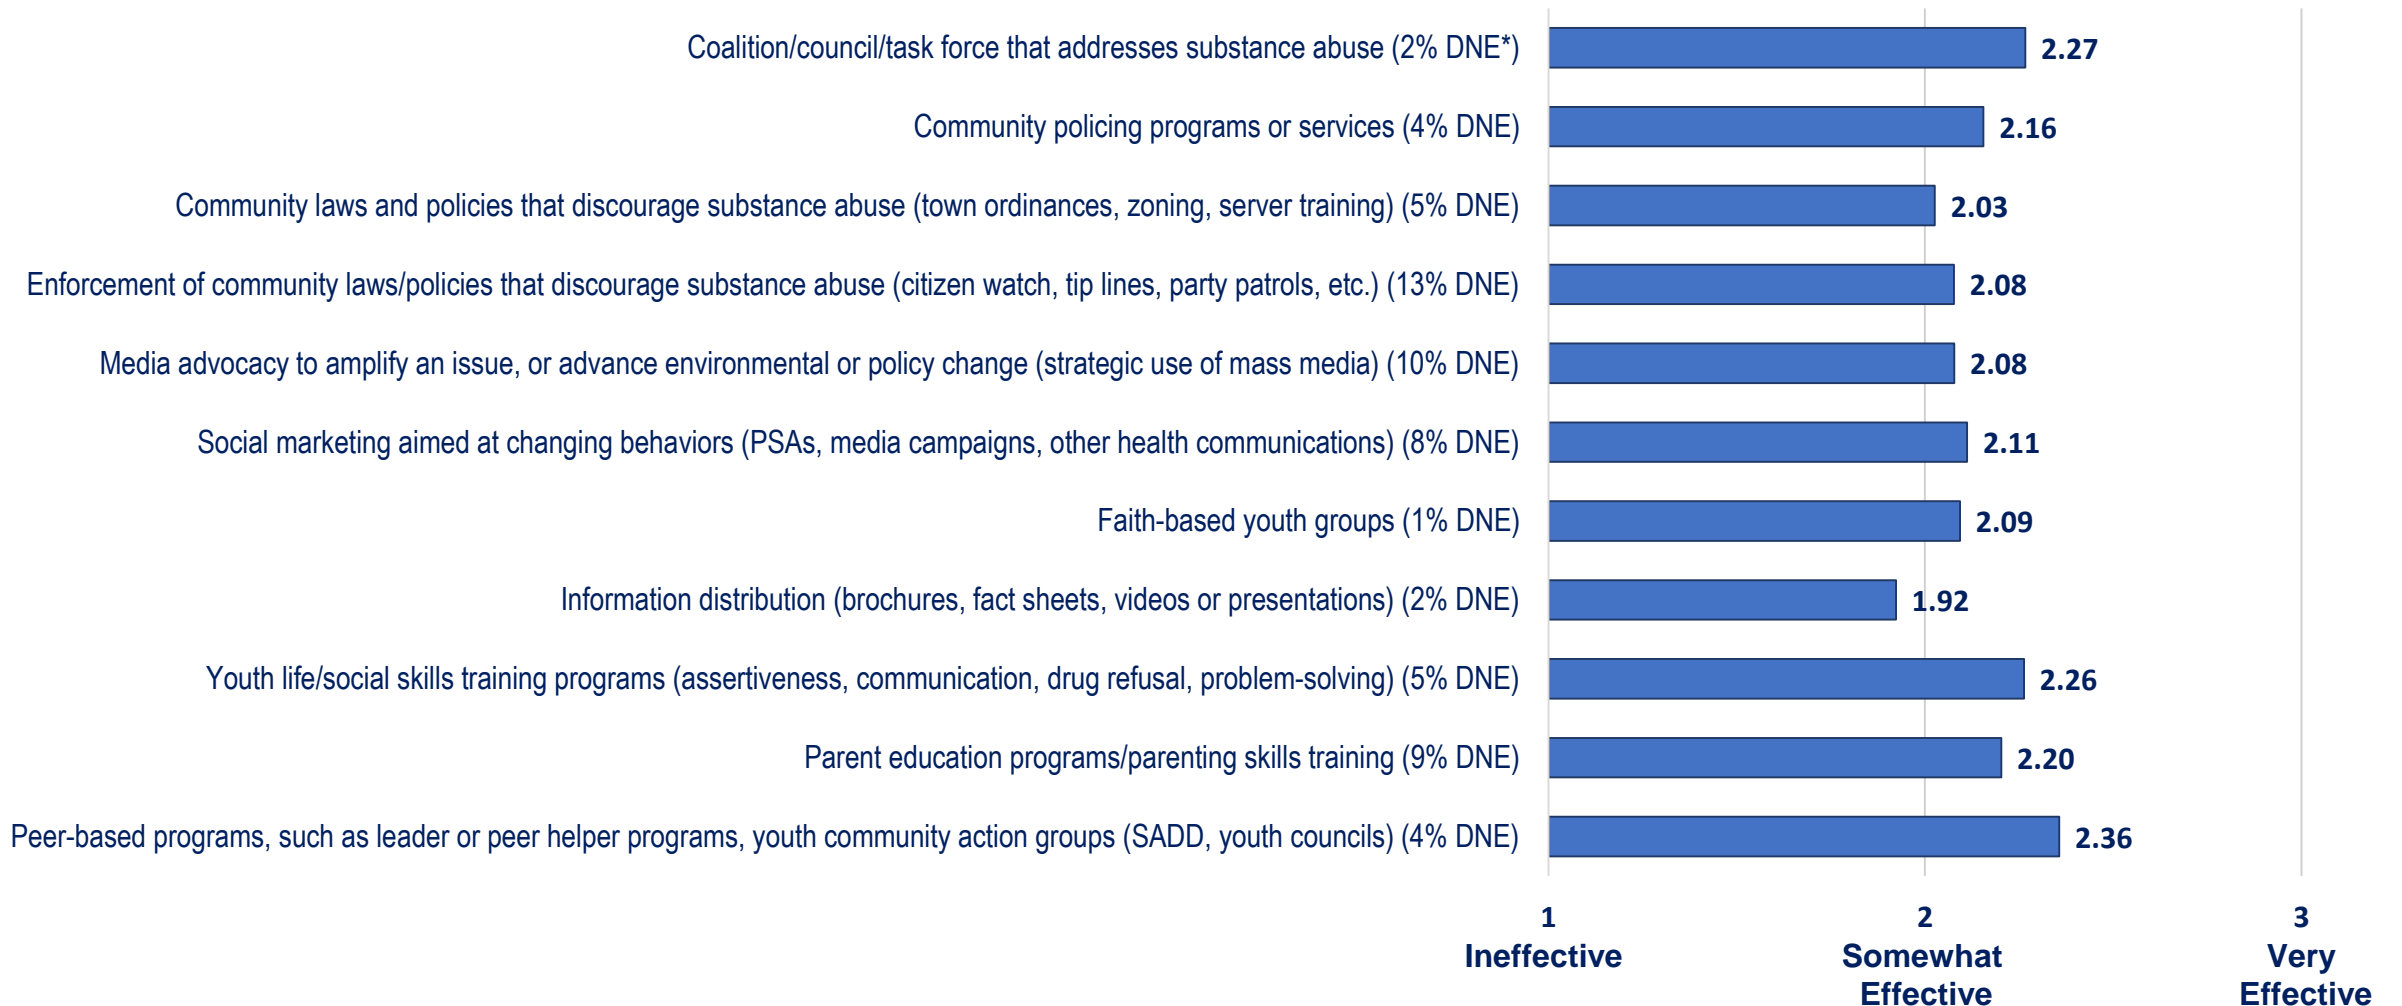 Coalition/council/task force that addresses substance abuse (2% DNE*)
2.27
Community policing programs or services (4% DNE)
2.16
Community laws and policies that discourage substance abuse (town ordinances, zoning, server training) (5% DNE)
2.03
Enforcement of community laws/policies that discourage substance abuse (citizen watch, tip lines, party patrols, etc.) (13% DNE)
2.08
Media advocacy to amplify an issue, or advance environmental or policy change (strategic use of mass media) (10% DNE)
2.08
Social marketing aimed at changing behaviors (PSAs, media campaigns, other health communications) (8% DNE)
2.11
Faith-based youth groups (1% DNE)
2.09
Information distribution (brochures, fact sheets, videos or presentations) (2% DNE)
1.92
Youth life/social skills training programs (assertiveness, communication, drug refusal, problem-solving) (5% DNE)
2.26
Parent education programs/parenting skills training (9% DNE)
2.20
Peer-based programs, such as leader or peer helper programs, youth community action groups (SADD, youth councils) (4% DNE)
2.36
1
Ineffective
2
Somewhat
Effective
3
Very
Effective